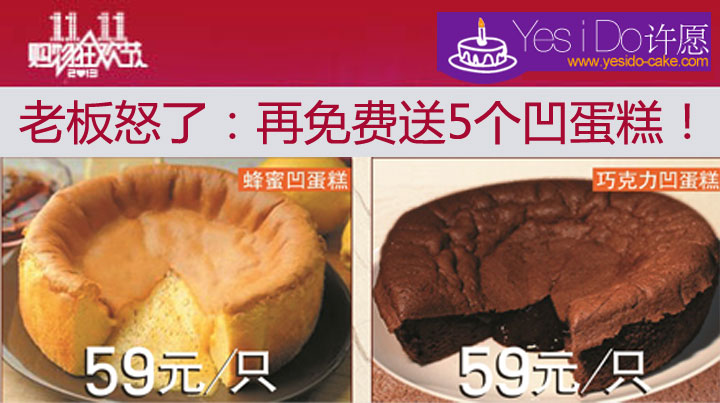 11.11
购物狂欢节
2013
Yes i Do许愿
www.yesido-cake.com
老板怒了：再免费送5个凹蛋糕！
蜂蜜凹蛋糕
巧克力凹蛋糕
59元/只
59元/只